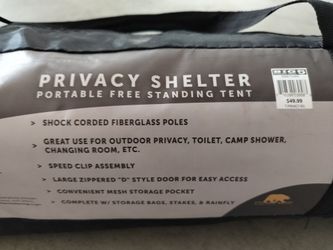 BIG 5
$49.99
PRIVACY SHELTER
PORTABLE FREE STANDING TENT
> SHOCK CORDED FIBERGLASS POLES
> GREAT USE FOR OUTDOOR PRIVACY, TOILET, CAMP SHOWER,
CHANGING ROOM, ETC.
> SPEED CLIP ASSEMBLY
> LARGE ZIPPERED "D" STYLE DOOR FOR EASY ACCESS
> CONVENIENT MESH STORAGE POCKET
> COMPLETE W/ STORAGE BAGS, STAKES, & RAINFLY